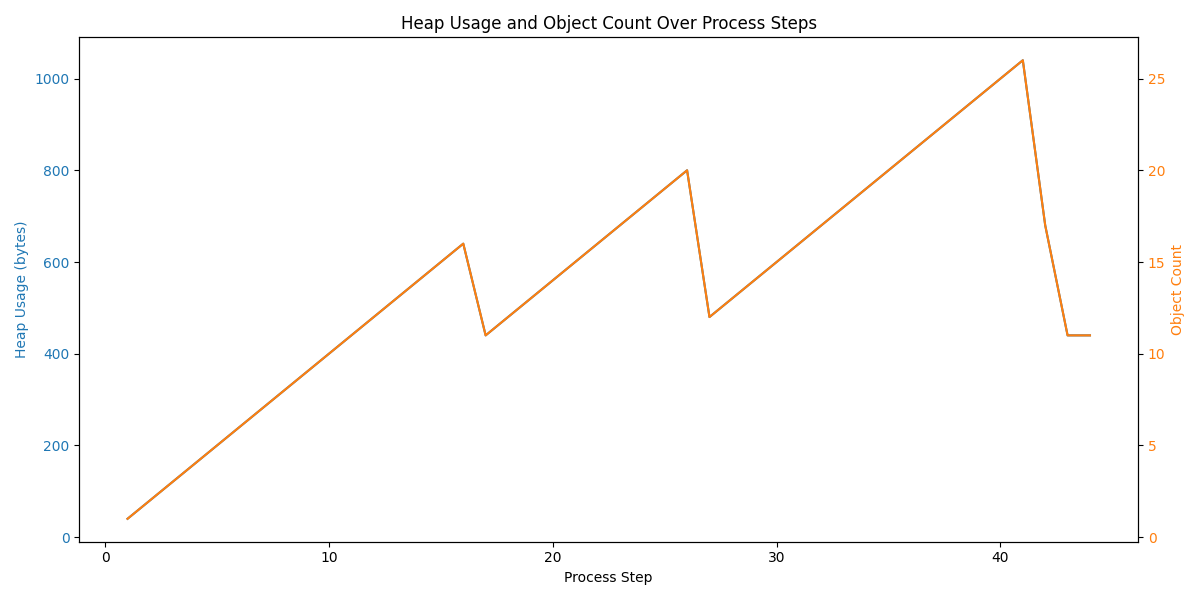 Heap Usage and Object Count Over Process Steps
Heap Usage (bytes)
1000
800
600
400
200
0
25
20
15
10
5
0
Object Count
0 10 20 30 40
Process Step